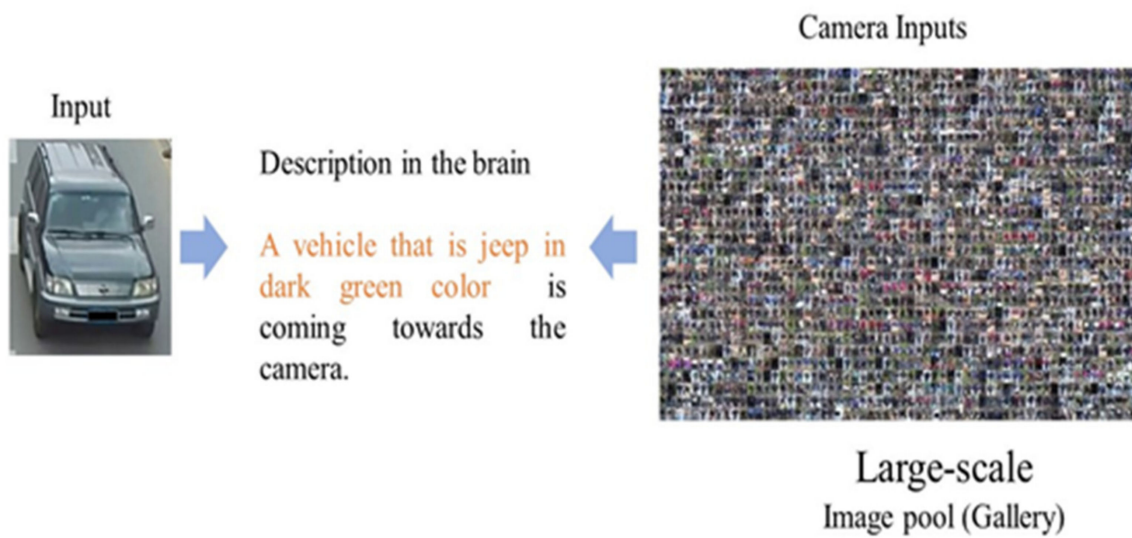 Camera Inputs
Input
Description in the brain
A vehicle that is jeep in
dark green color is
coming towards the
camera.
Large-scale
Image pool (Gallery)